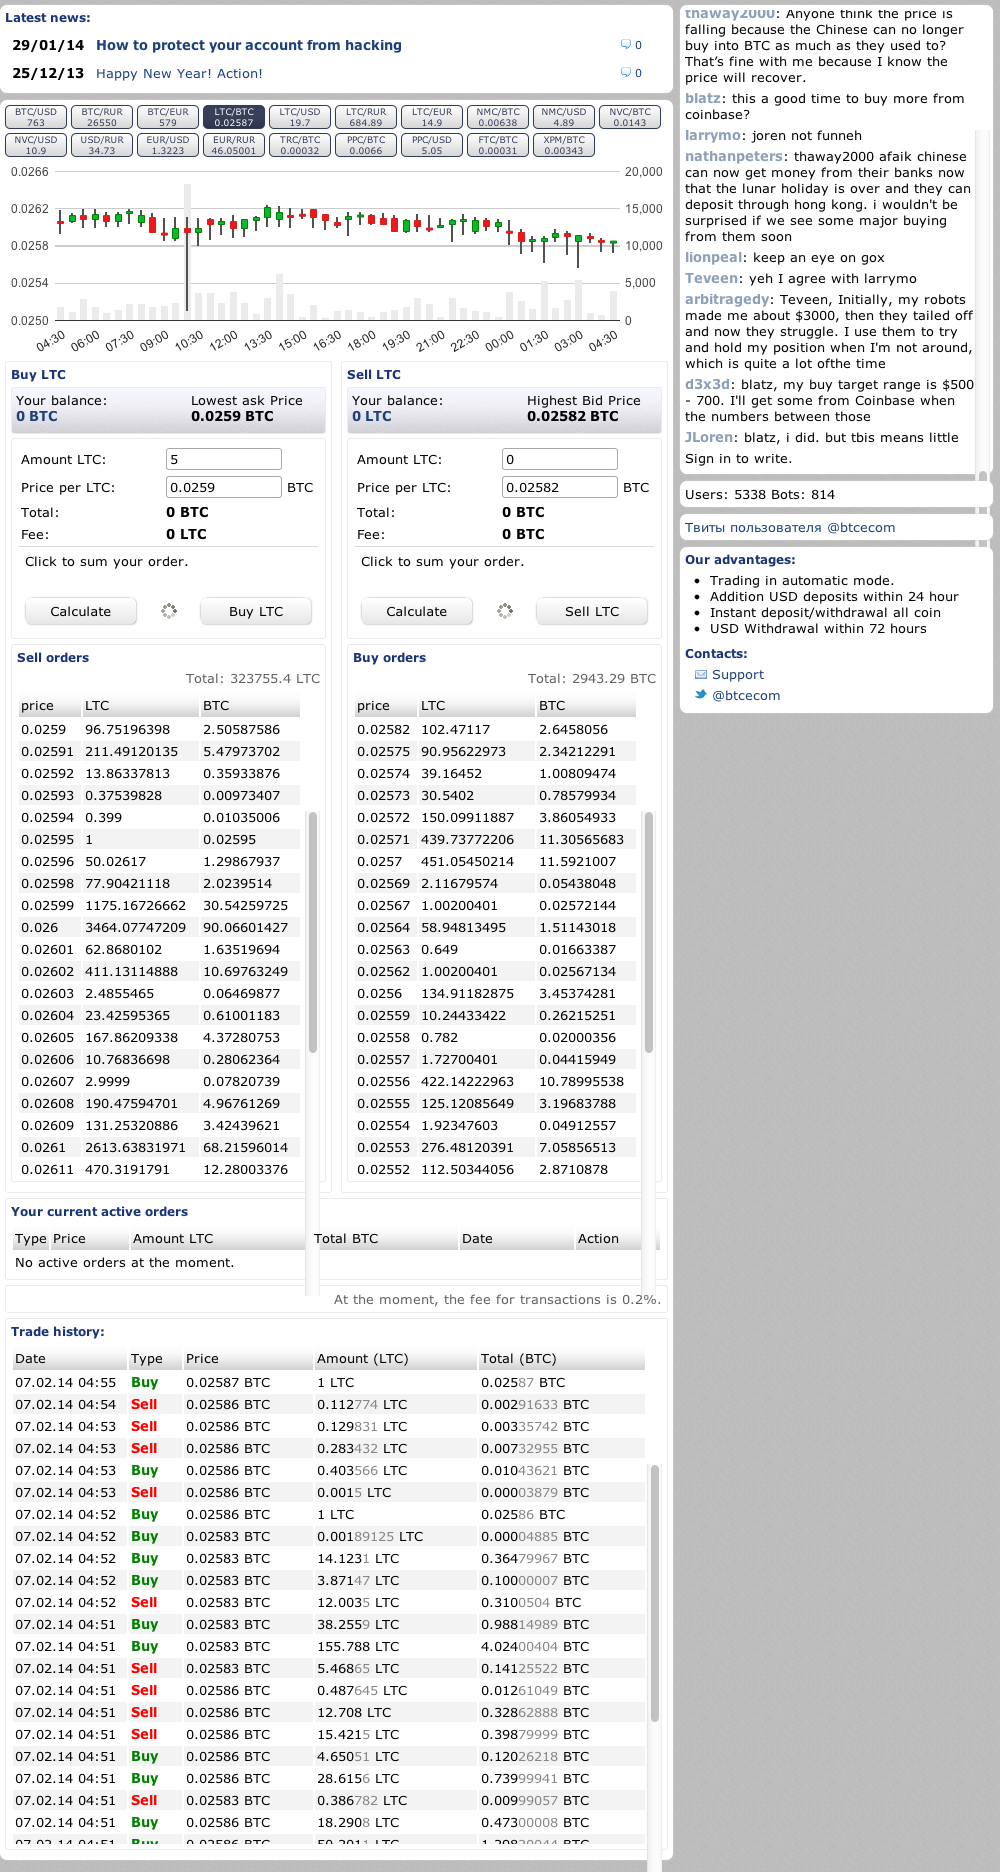 Latest news:
29/01/14 How to protect your account from hacking 0
25/12/13 Happy New Year! Action! 0
BTC/USD 763 BTC/RUR 26550 BTC/EUR 579 LTC/BTC 0.02587 LTC/USD 19.7 LTC/RUR 684.89 LTC/EUR 14.9 NMC/BTC 0.00638 NMC/USD 4.89 NVC/BTC 0.0143
NVC/USD 10.9 USD/RUR 34.73 EUR/USD 1.3223 EUR/RUR 46.05001 TRC/BTC 0.00032 PPC/BTC 0.0066 PPC/USD 5.05 FTC/BTC 0.00031 XPM/BTC 0.00343
0.0266 20,000
0.0262 15,000
0.0258 10,000
0.0254 5,000
0.0250 0
04:30 06:00 07:30 09:00 10:30 12:00 13:30 15:00 16:30 18:00 19:30 21:00 22:30 00:00 01:30 03:00 04:30
Buy LTC
Your balance: Lowest ask Price
0 BTC 0.0259 BTC
Amount LTC: 5
Price per LTC: 0.0259 BTC
Total: 0 BTC
Fee: 0 LTC
Click to sum your order.
Calculate Buy LTC
Sell LTC
Your balance: Highest Bid Price
0 LTC 0.02582 BTC
Amount LTC: 0
Price per LTC: 0.02582 BTC
Total: 0 BTC
Fee: 0 BTC
Click to sum your order.
Calculate Sell LTC
Sell orders
Total: 323755.4 LTC
price LTC BTC
0.0259 96.75196398 2.50587586
0.02591 211.49120135 5.47973702
0.02592 13.86337813 0.35933876
0.02593 0.37539828 0.00973407
0.02594 0.399 0.01035006
0.02595 1 0.02595
0.02596 50.02617 1.29867937
0.02598 77.90421118 2.0239514
0.02599 1175.16726662 30.54259725
0.026 3464.07747209 90.06601427
0.02601 62.8680102 1.63519694
0.02602 411.13114888 10.69763249
0.02603 2.4855465 0.06469877
0.02604 23.42595365 0.61001183
0.02605 167.86209338 4.37280753
0.02606 10.76836698 0.28062364
0.02607 2.9999 0.07820739
0.02608 190.47594701 4.96761269
0.02609 131.25320886 3.42439621
0.0261 2613.63831971 68.21596014
0.02611 470.3191791 12.28003376
Buy orders
Total: 2943.29 BTC
price LTC BTC
0.02582 102.47117 2.6458056
0.02575 90.95622973 2.34212291
0.02574 39.16452 1.00809474
0.02573 30.5402 0.78579934
0.02572 150.09911887 3.86054933
0.02571 439.73772206 11.30565683
0.0257 451.05450214 11.5921007
0.02569 2.11679574 0.05438048
0.02567 1.00200401 0.02572144
0.02564 58.94813495 1.51143018
0.02563 0.649 0.01663387
0.02562 1.00200401 0.02567134
0.0256 134.91182875 3.45374281
0.02559 10.24433422 0.26215251
0.02558 0.782 0.02000356
0.02557 1.72700401 0.04415949
0.02556 422.14222963 10.78995538
0.02555 125.12085649 3.19683788
0.02554 1.92347603 0.04912557
0.02553 276.48120391 7.05856513
0.02552 112.50344056 2.8710878
Your current active orders
Type Price Amount LTC Total BTC Date Action
No active orders at the moment.
At the moment, the fee for transactions is 0.2%.
Trade history:
Date Type Price Amount (LTC) Total (BTC)
07.02.14 04:55 Buy 0.02587 BTC 1 LTC 0.02587 BTC
07.02.14 04:54 Sell 0.02586 BTC 0.112774 LTC 0.00291633 BTC
07.02.14 04:53 Sell 0.02586 BTC 0.129831 LTC 0.00335742 BTC
07.02.14 04:53 Sell 0.02586 BTC 0.283432 LTC 0.00732955 BTC
07.02.14 04:53 Buy 0.02586 BTC 0.403566 LTC 0.01043621 BTC
07.02.14 04:53 Sell 0.02586 BTC 0.0015 LTC 0.00003879 BTC
07.02.14 04:52 Buy 0.02586 BTC 1 LTC 0.02586 BTC
07.02.14 04:52 Buy 0.02583 BTC 0.00189125 LTC 0.00004885 BTC
07.02.14 04:52 Buy 0.02583 BTC 14.1231 LTC 0.36479967 BTC
07.02.14 04:52 Buy 0.02583 BTC 3.87147 LTC 0.10000007 BTC
07.02.14 04:52 Sell 0.02583 BTC 12.0035 LTC 0.3100504 BTC
07.02.14 04:51 Buy 0.02583 BTC 38.2559 LTC 0.98814989 BTC
07.02.14 04:51 Buy 0.02583 BTC 155.788 LTC 4.02400404 BTC
07.02.14 04:51 Sell 0.02583 BTC 5.46865 LTC 0.14125522 BTC
07.02.14 04:51 Sell 0.02586 BTC 0.487645 LTC 0.01261049 BTC
07.02.14 04:51 Sell 0.02586 BTC 12.708 LTC 0.32862888 BTC
07.02.14 04:51 Sell 0.02586 BTC 15.4215 LTC 0.39879999 BTC
07.02.14 04:51 Buy 0.02586 BTC 4.65051 LTC 0.12026218 BTC
07.02.14 04:51 Buy 0.02586 BTC 28.6156 LTC 0.73999941 BTC
07.02.14 04:51 Sell 0.02583 BTC 0.386782 LTC 0.00999057 BTC
07.02.14 04:51 Buy 0.02586 BTC 18.2908 LTC 0.47300008 BTC
07.02.14 04:51 Buy 0.02586 BTC
thaway2000: Anyone think the price is
falling because the Chinese can no longer
buy into BTC as much as they used to?
That's fine with me because I know the
price will recover.
blatz: this a good time to buy more from
coinbase?
larrymo: joren not funneh
nathanpeters: thaway2000 afaik chinese
can now get money from their banks now
that the lunar holiday is over and they can
deposit through hong kong. i wouldn't be
surprised if we see some major buying
from them soon
lionpeal: keep an eye on gox
Teveen: yeh I agree with larrymo
arbitragedy: Teveen, Initially, my robots
made me about $3000, then they tailed off
and now they struggle. I use them to try
and hold my position when I'm not around,
which is quite a lot ofthe time
d3x3d: blatz, my buy target range is $500
- 700. I'll get some from Coinbase when
the numbers between those
JLoren: blatz, i did. but tbis means little
Sign in to write.
Users: 5338 Bots: 814
Твиты пользователя @btcecom
Our advantages:
• Trading in automatic mode.
• Addition USD deposits within 24 hour
• Instant deposit/withdrawal all coin
• USD Withdrawal within 72 hours
Contacts:
Support
@btcecom